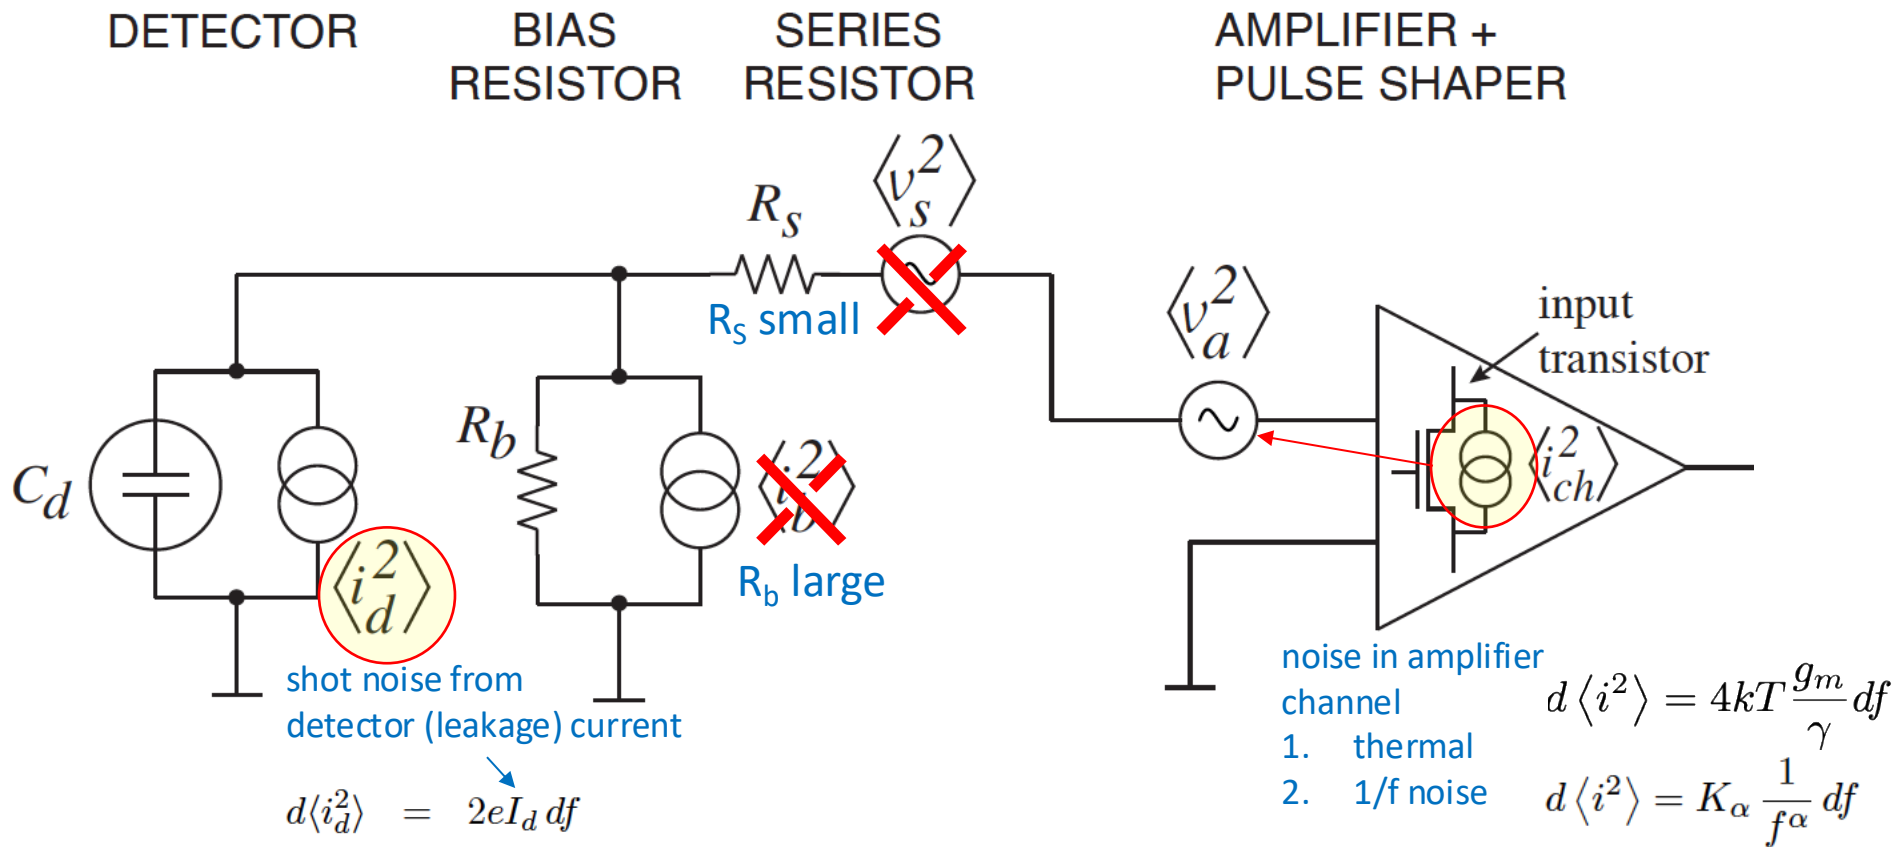 DETECTOR
BIAS
RESISTOR
SERIES
RESISTOR
AMPLIFIER +
PULSE SHAPER
⟨v_s^2⟩
R_s
R_S small
⟨v_a^2⟩
input
transistor
C_d
⟨i_d^2⟩
R_b
⟨i_b^2⟩
R_b large
⟨i_ch^2⟩
shot noise from
detector (leakage) current
d⟨i_d^2⟩ = 2eI_d df
noise in amplifier
channel
1. thermal
2. 1/f noise
d⟨i^2⟩ = 4kT g_m/γ df
d⟨i^2⟩ = K_α 1/f^α df